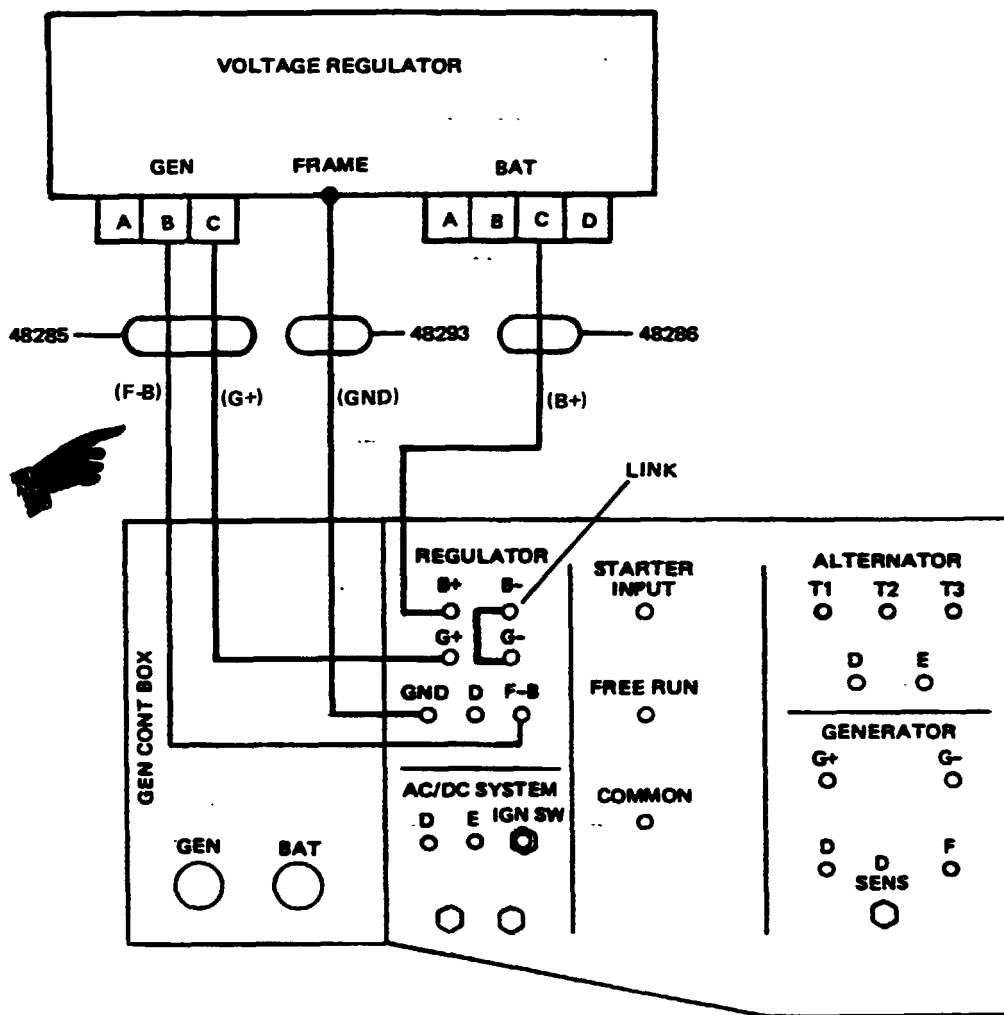 VOLTAGE REGULATOR
GEN FRAME BAT
A B C A B C D
48285 48293 48286
(F-B) (G+) (GND) (B+)
LINK
REGULATOR STARTER INPUT ALTERNATOR
B+ B- T1 T2 T3
G+ G-
D E
GND D F-B FREE RUN
GENERATOR
G+ G-
GEN CONT BOX
AC/DC SYSTEM COMMON
D E IGN SW
GEN BAT
D D SENS F